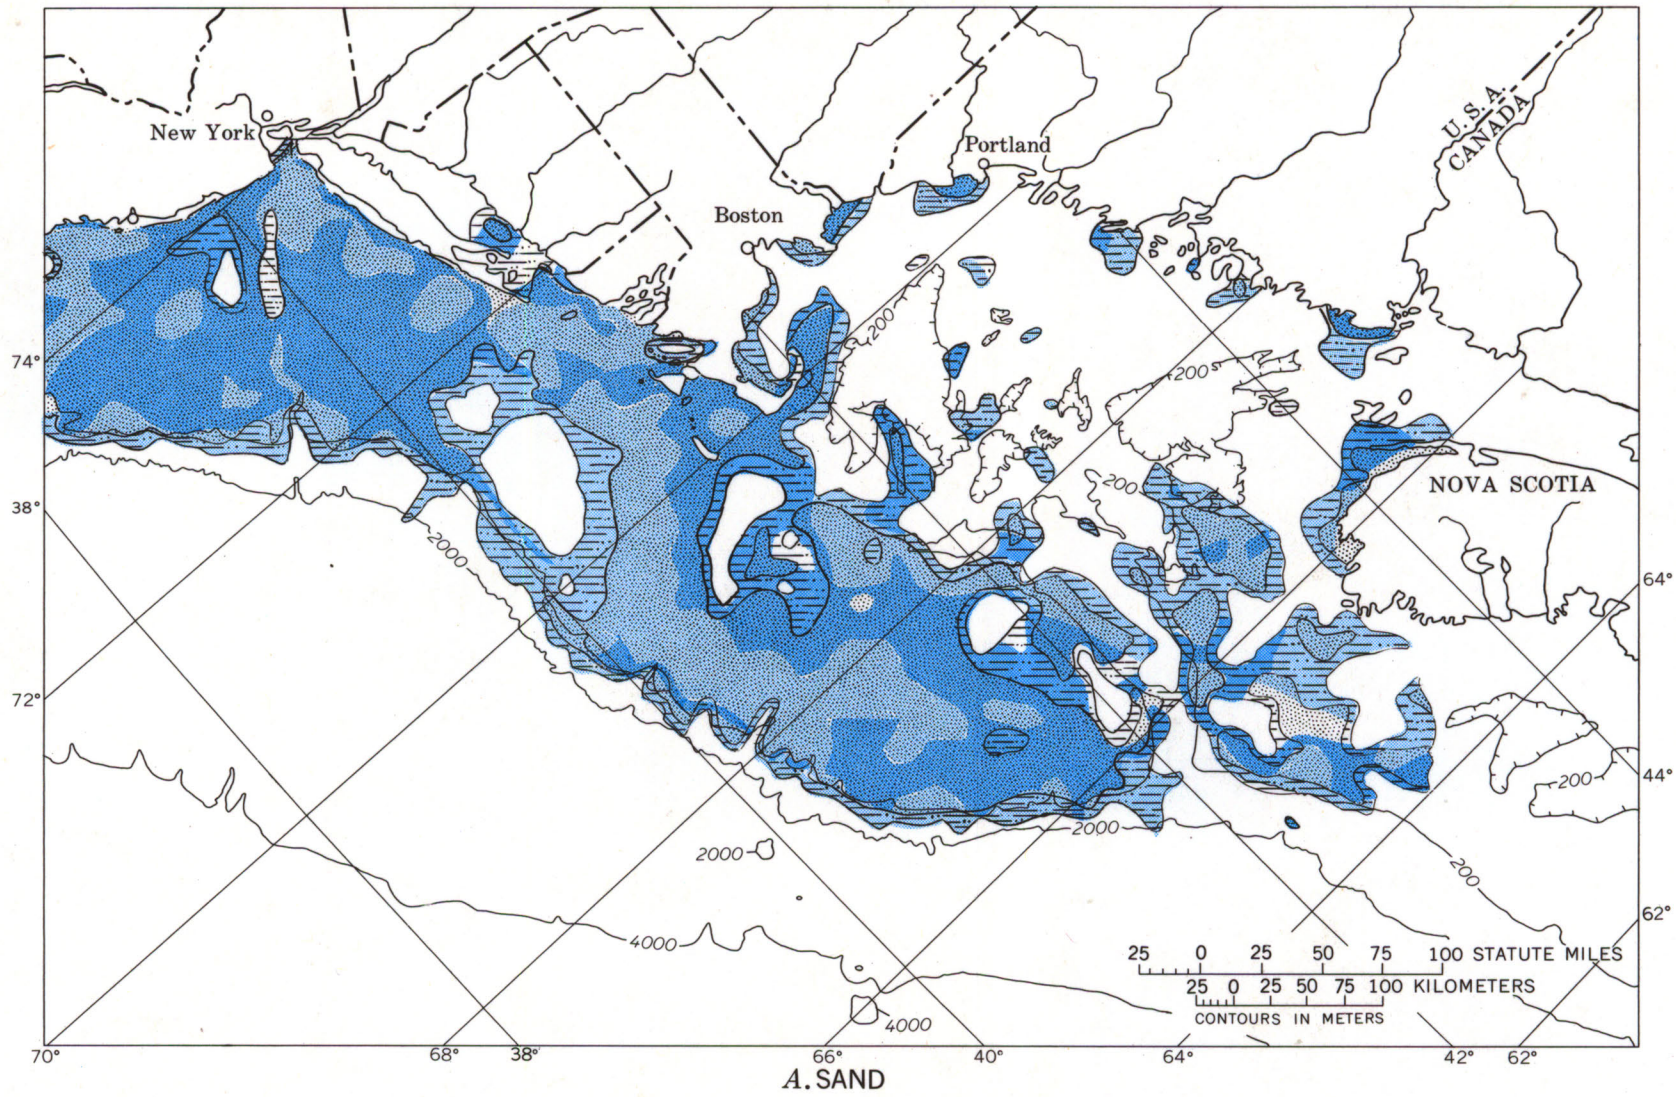 U. S. A.
CANADA
New York
Portland
Boston
200
200
74°
200
NOVA SCOTIA
38°
2000
64°
72°
200
44°
2000
2000
200
62°
4000
25 0 25 50 75 100 STATUTE MILES
25 0 25 50 75 100 KILOMETERS
CONTOURS IN METERS
4000
70° 68° 38° 66° 40° 64° 42° 62°
A. SAND